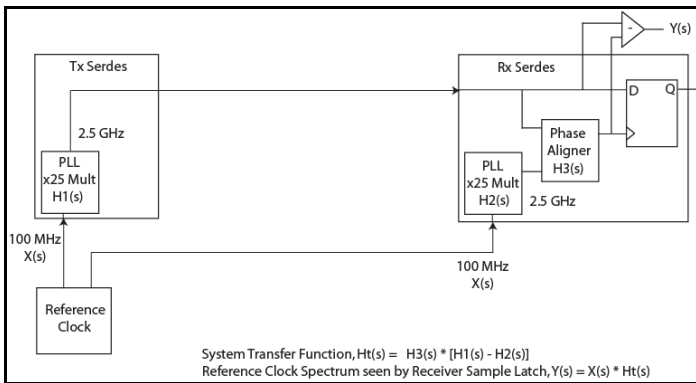 Y(s)
-
Tx Serdes
Rx Serdes
D Q
2.5 GHz
PLL
x25 Mult
H1(s)
Phase
Aligner
H3(s)
PLL
x25 Mult
H2(s)
2.5 GHz
100 MHz
X(s)
100 MHz
X(s)
Reference
Clock
System Transfer Function, Ht(s) = H3(s) * [H1(s) - H2(s)]
Reference Clock Spectrum seen by Receiver Sample Latch, Y(s) = X(s) * Ht(s)